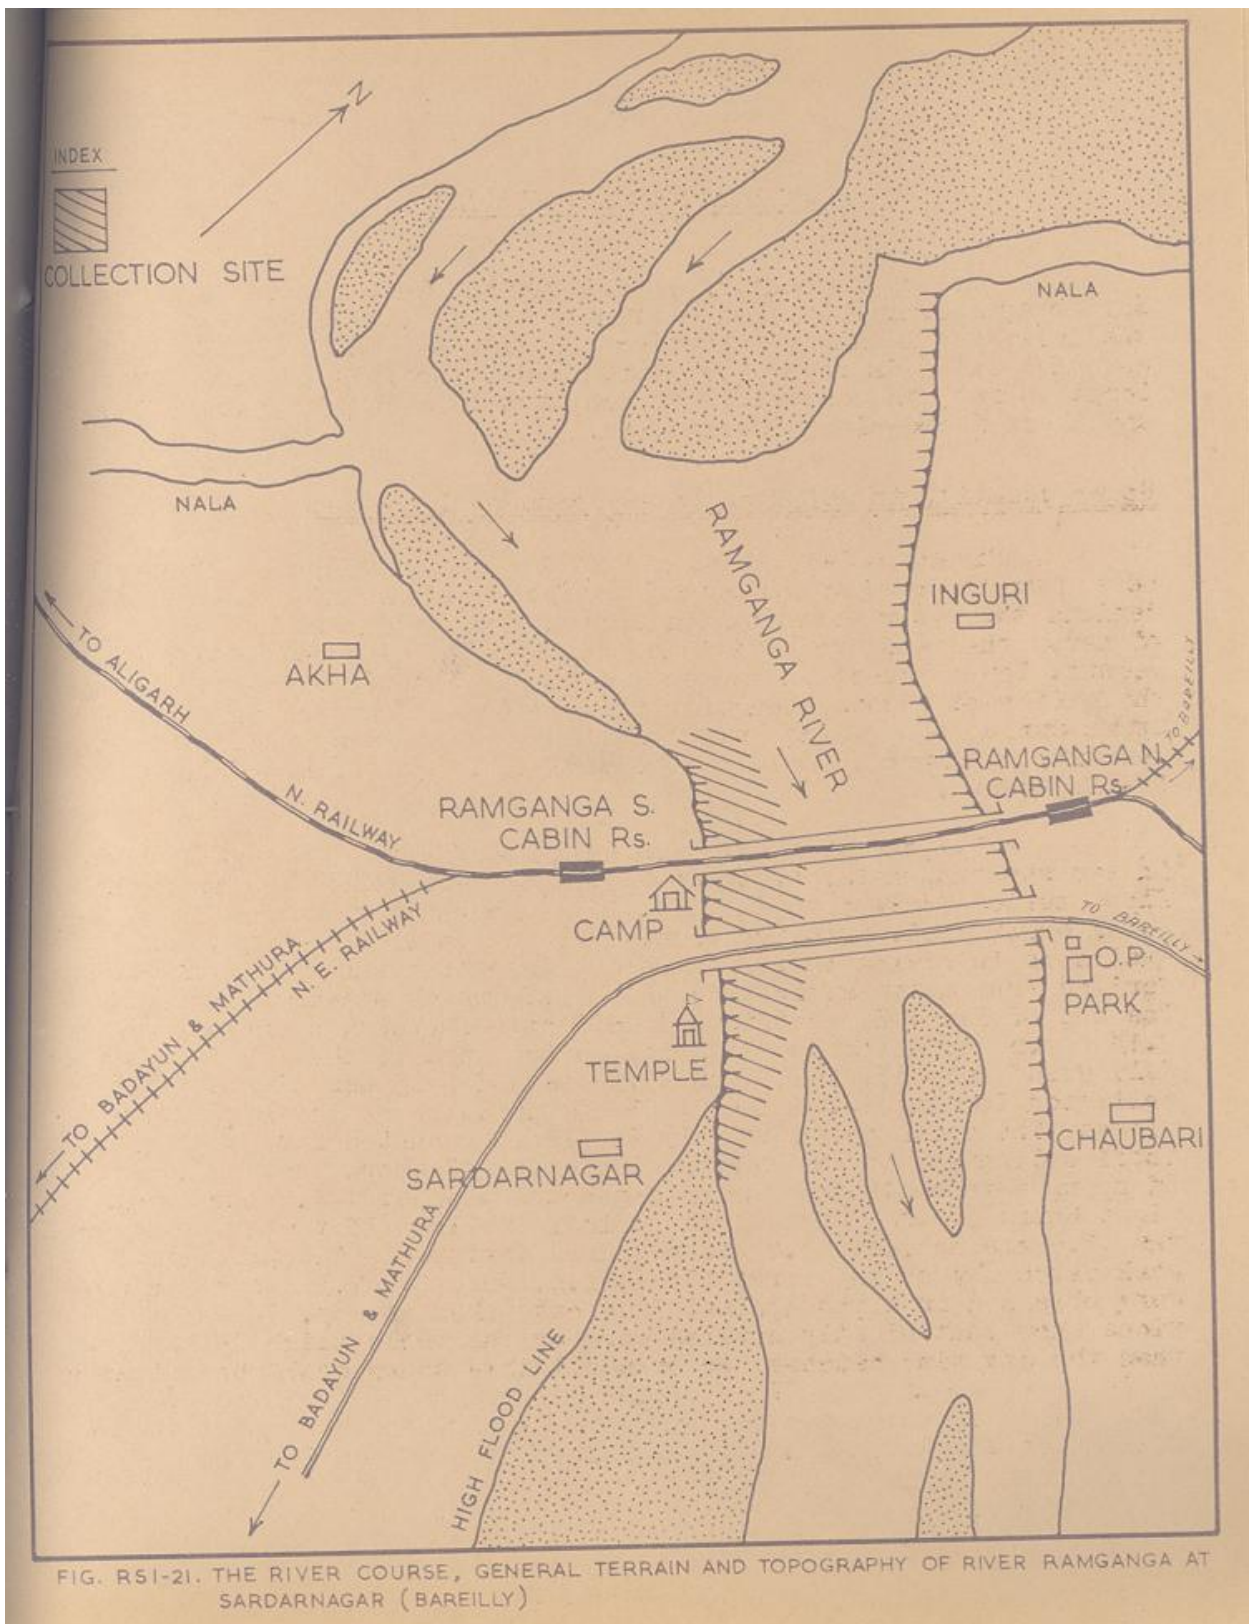 N
INDEX
COLLECTION SITE
NALA
NALA
RAMGANGA RIVER
INGURI
TO ALIGARH
AKHA
TO BAREILLY
RAMGANGA N.
CABIN Rs.
N. RAILWAY
RAMGANGA S.
CABIN Rs.
CAMP
TO BAREILLY
TO BADAYUN & MATHURA
N. E. RAILWAY
O.P.
PARK
TEMPLE
CHAUBARI
SARDARNAGAR
TO BADAYUN & MATHURA
HIGH FLOOD LINE
FIG. RSI-21. THE RIVER COURSE, GENERAL TERRAIN AND TOPOGRAPHY OF RIVER RAMGANGA AT
SARDARNAGAR (BAREILLY)